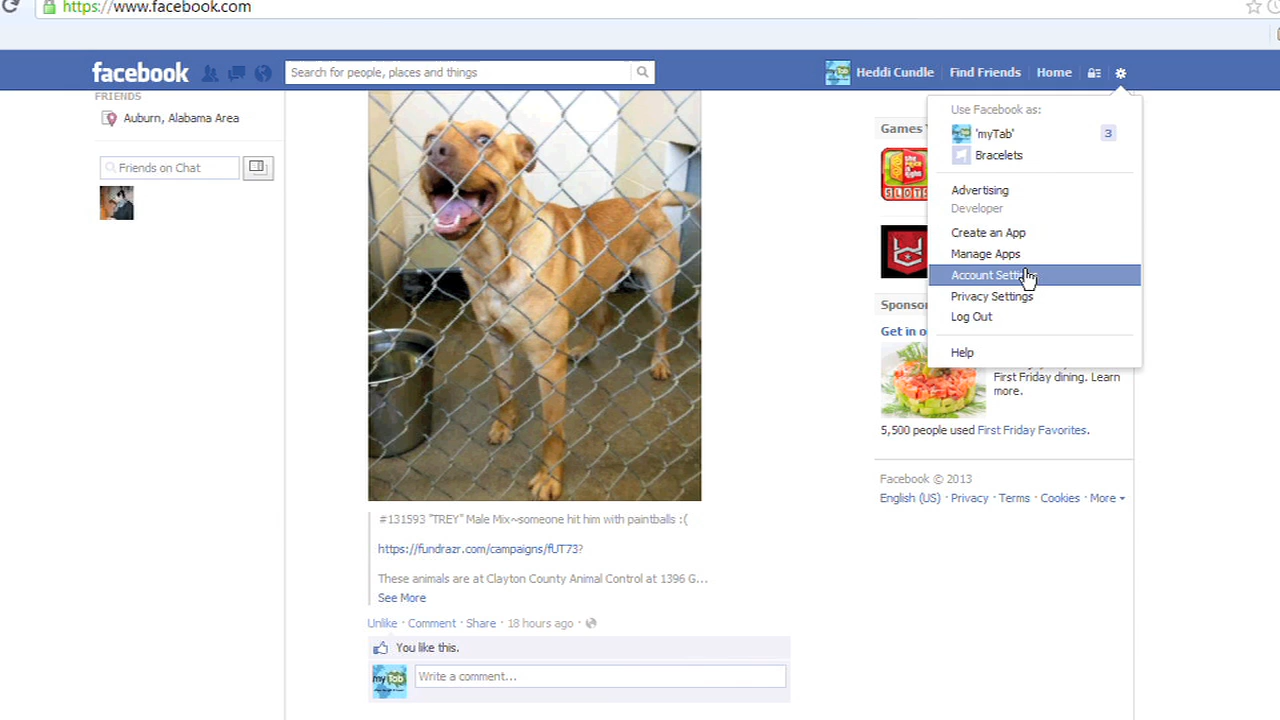 https://www.facebook.com
facebook
Search for people, places and things
Heddi Cundle
Find Friends
Home
FRIENDS
Auburn, Alabama Area
Friends on Chat
Use Facebook as:
'myTab'
3
Bracelets
Advertising
Developer
Create an App
Manage Apps
Account
Privacy Settings
Log Out
Help
Games
SLOTS
Get in
First Friday dining. Learn
more.
5,500 people used First Friday Favorites.
Facebook © 2013
English (US) · Privacy · Terms · Cookies · More
#131593 "TREY" Male Mix~someone hit him with paintballs :(
https://fundrazr.com/campaigns/fUT73?
These animals are at Clayton County Animal Control at 1396 G...
See More
Unlike · Comment · Share · 18 hours ago ·
You like this.
my Tab
Write a comment...